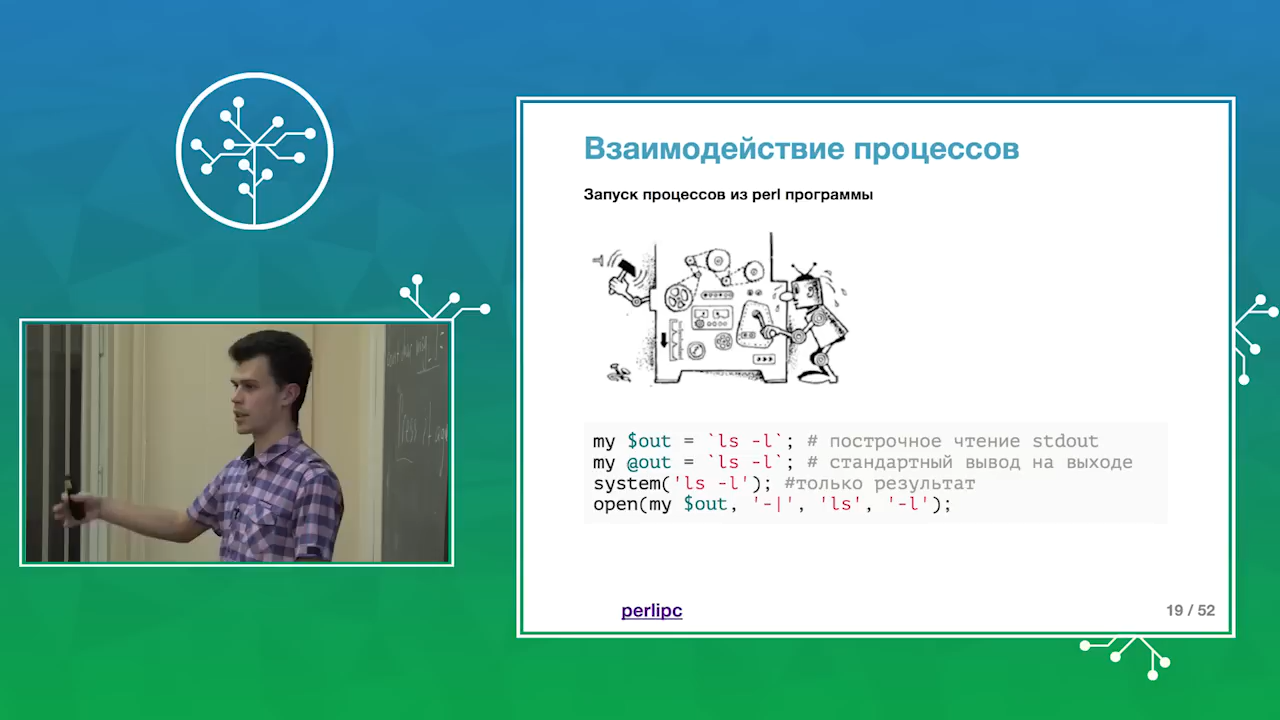 Взаимодействие процессов
Запуск процессов из perl программы
my $out = `ls -l`; # построчное чтение stdout
my @out = `ls -l`; # стандартный вывод на выходе
system('ls -l'); #только результат
open(my $out, '-|', 'ls', '-l');
perlipc
19 / 52